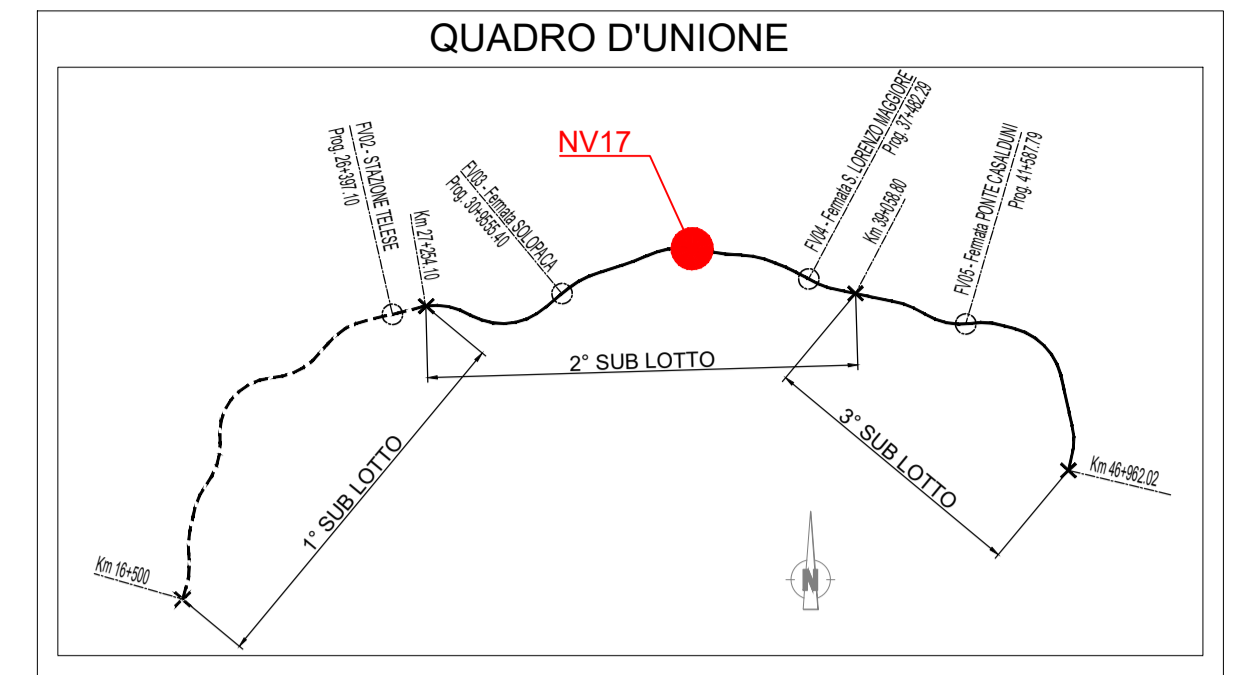 QUADRO D'UNIONE
FV02 - STAZIONE TELESE
Prog. 26+397.10
Km 27+254.10
FV03 - Fermata SOLOPACA
Prog. 30+9555.40
NV17
FV04 - Fermata S. LORENZO MAGGIORE
Prog. 37+482.29
Km 39+058.80
FV05 - Fermata PONTE CASALDUNI
Prog. 41+587.79
2° SUB LOTTO
1° SUB LOTTO
3° SUB LOTTO
Km 16+500
Km 46+962.02
N